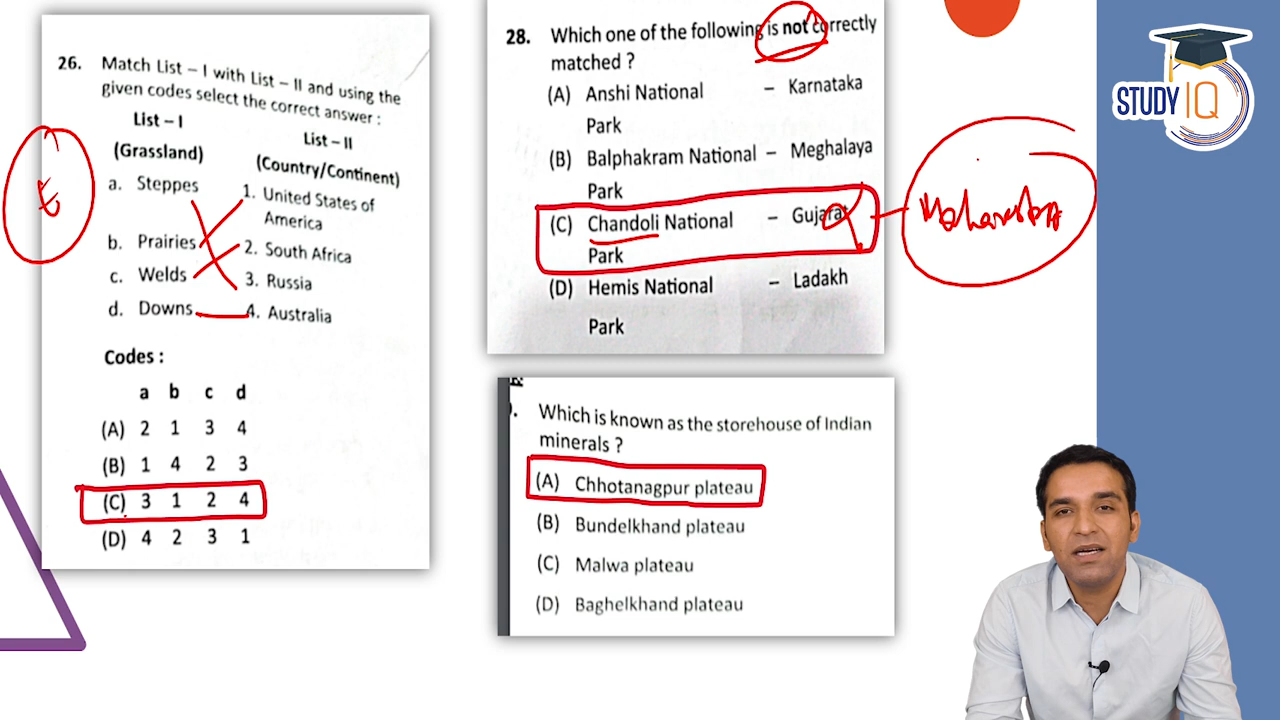 26. Match List – I with List – II and using the
given codes select the correct answer :
List – I
List – II
(Grassland)
(Country/Continent)
a. Steppes
1. United States of
America
b. Prairies
2. South Africa
c. Welds
3. Russia
d. Downs
4. Australia
Codes :
a b c d
(A) 2 1 3 4
(B) 1 4 2 3
(C) 3 1 2 4
(D) 4 2 3 1
28. Which one of the following is not correctly
matched ?
(A) Anshi National – Karnataka
Park
(B) Balphakram National – Meghalaya
Park
(C) Chandoli National – Gujarat
Park
(D) Hemis National – Ladakh
Park
Which is known as the storehouse of Indian
minerals ?
(A) Chhotanagpur plateau
(B) Bundelkhand plateau
(C) Malwa plateau
(D) Baghelkhand plateau
STUDY IQ